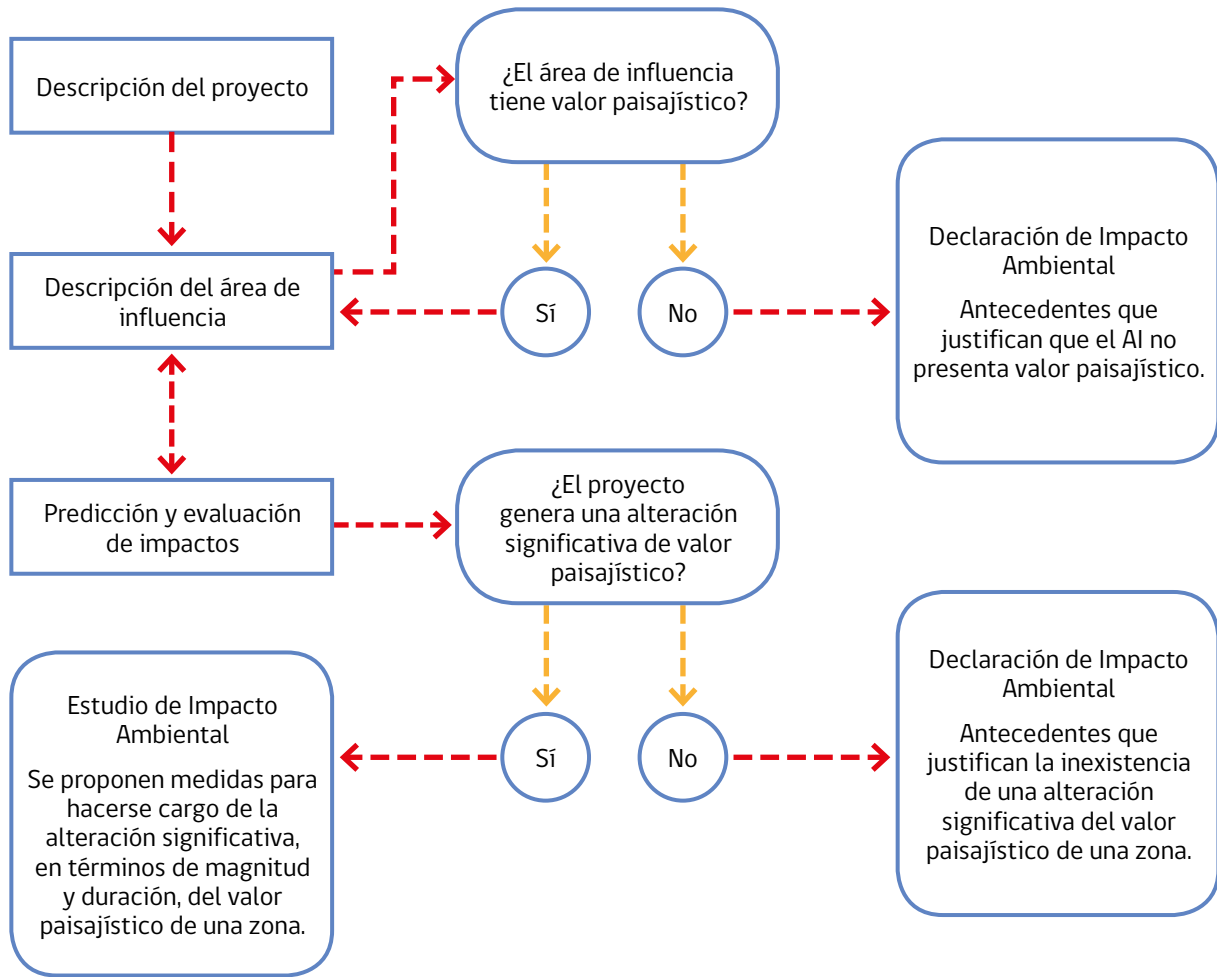 Descripción del proyecto
¿El área de influencia
tiene valor paisajístico?
Descripción del área de
influencia
Sí
No
Declaración de Impacto
Ambiental
Antecedentes que
justifican que el AI no
presenta valor paisajístico.
Predicción y evaluación
de impactos
¿El proyecto
genera una alteración
significativa de valor
paisajístico?
Estudio de Impacto
Ambiental
Se proponen medidas para
hacerse cargo de la
alteración significativa,
en términos de magnitud
y duración, del valor
paisajístico de una zona.
Sí
No
Declaración de Impacto
Ambiental
Antecedentes que
justifican la inexistencia
de una alteración
significativa del valor
paisajístico de una zona.